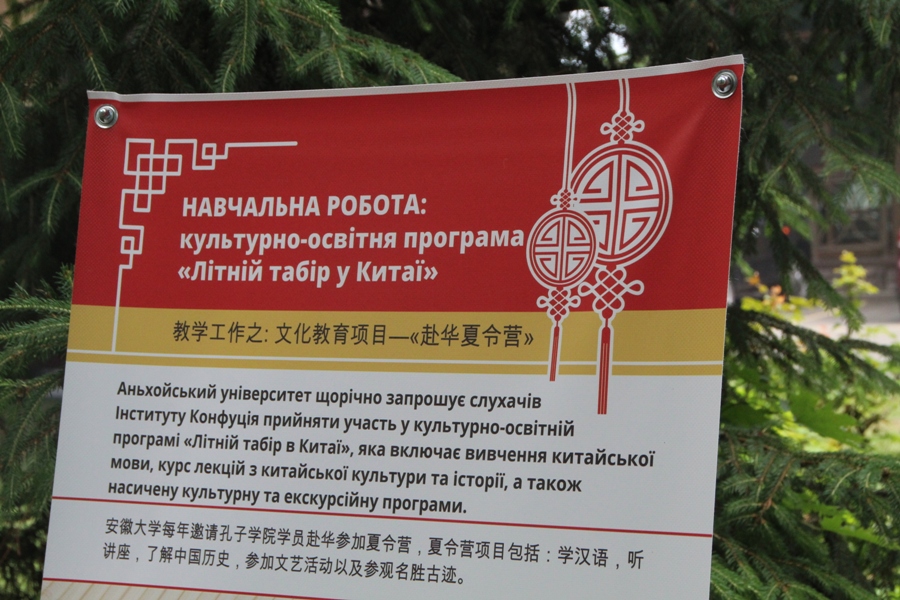 НАВЧАЛЬНА РОБОТА:
культурно-освітня програма
«Літній табір у Китаї»
教学工作之: 文化教育项目—«赴华夏令营»
Аньхойський університет щорічно запрошує слухачів
Інституту Конфуція прийняти участь у культурно-освітній
програмі «Літній табір в Китаї», яка включає вивчення китайської
мови, курс лекцій з китайської культури та історії, а також
насичену культурну та екскурсійну програми.
安徽大学每年邀请孔子学院学员赴华参加夏令营，夏令营项目包括：学汉语，听
讲座，了解中国历史，参加文艺活动以及参观名胜古迹。